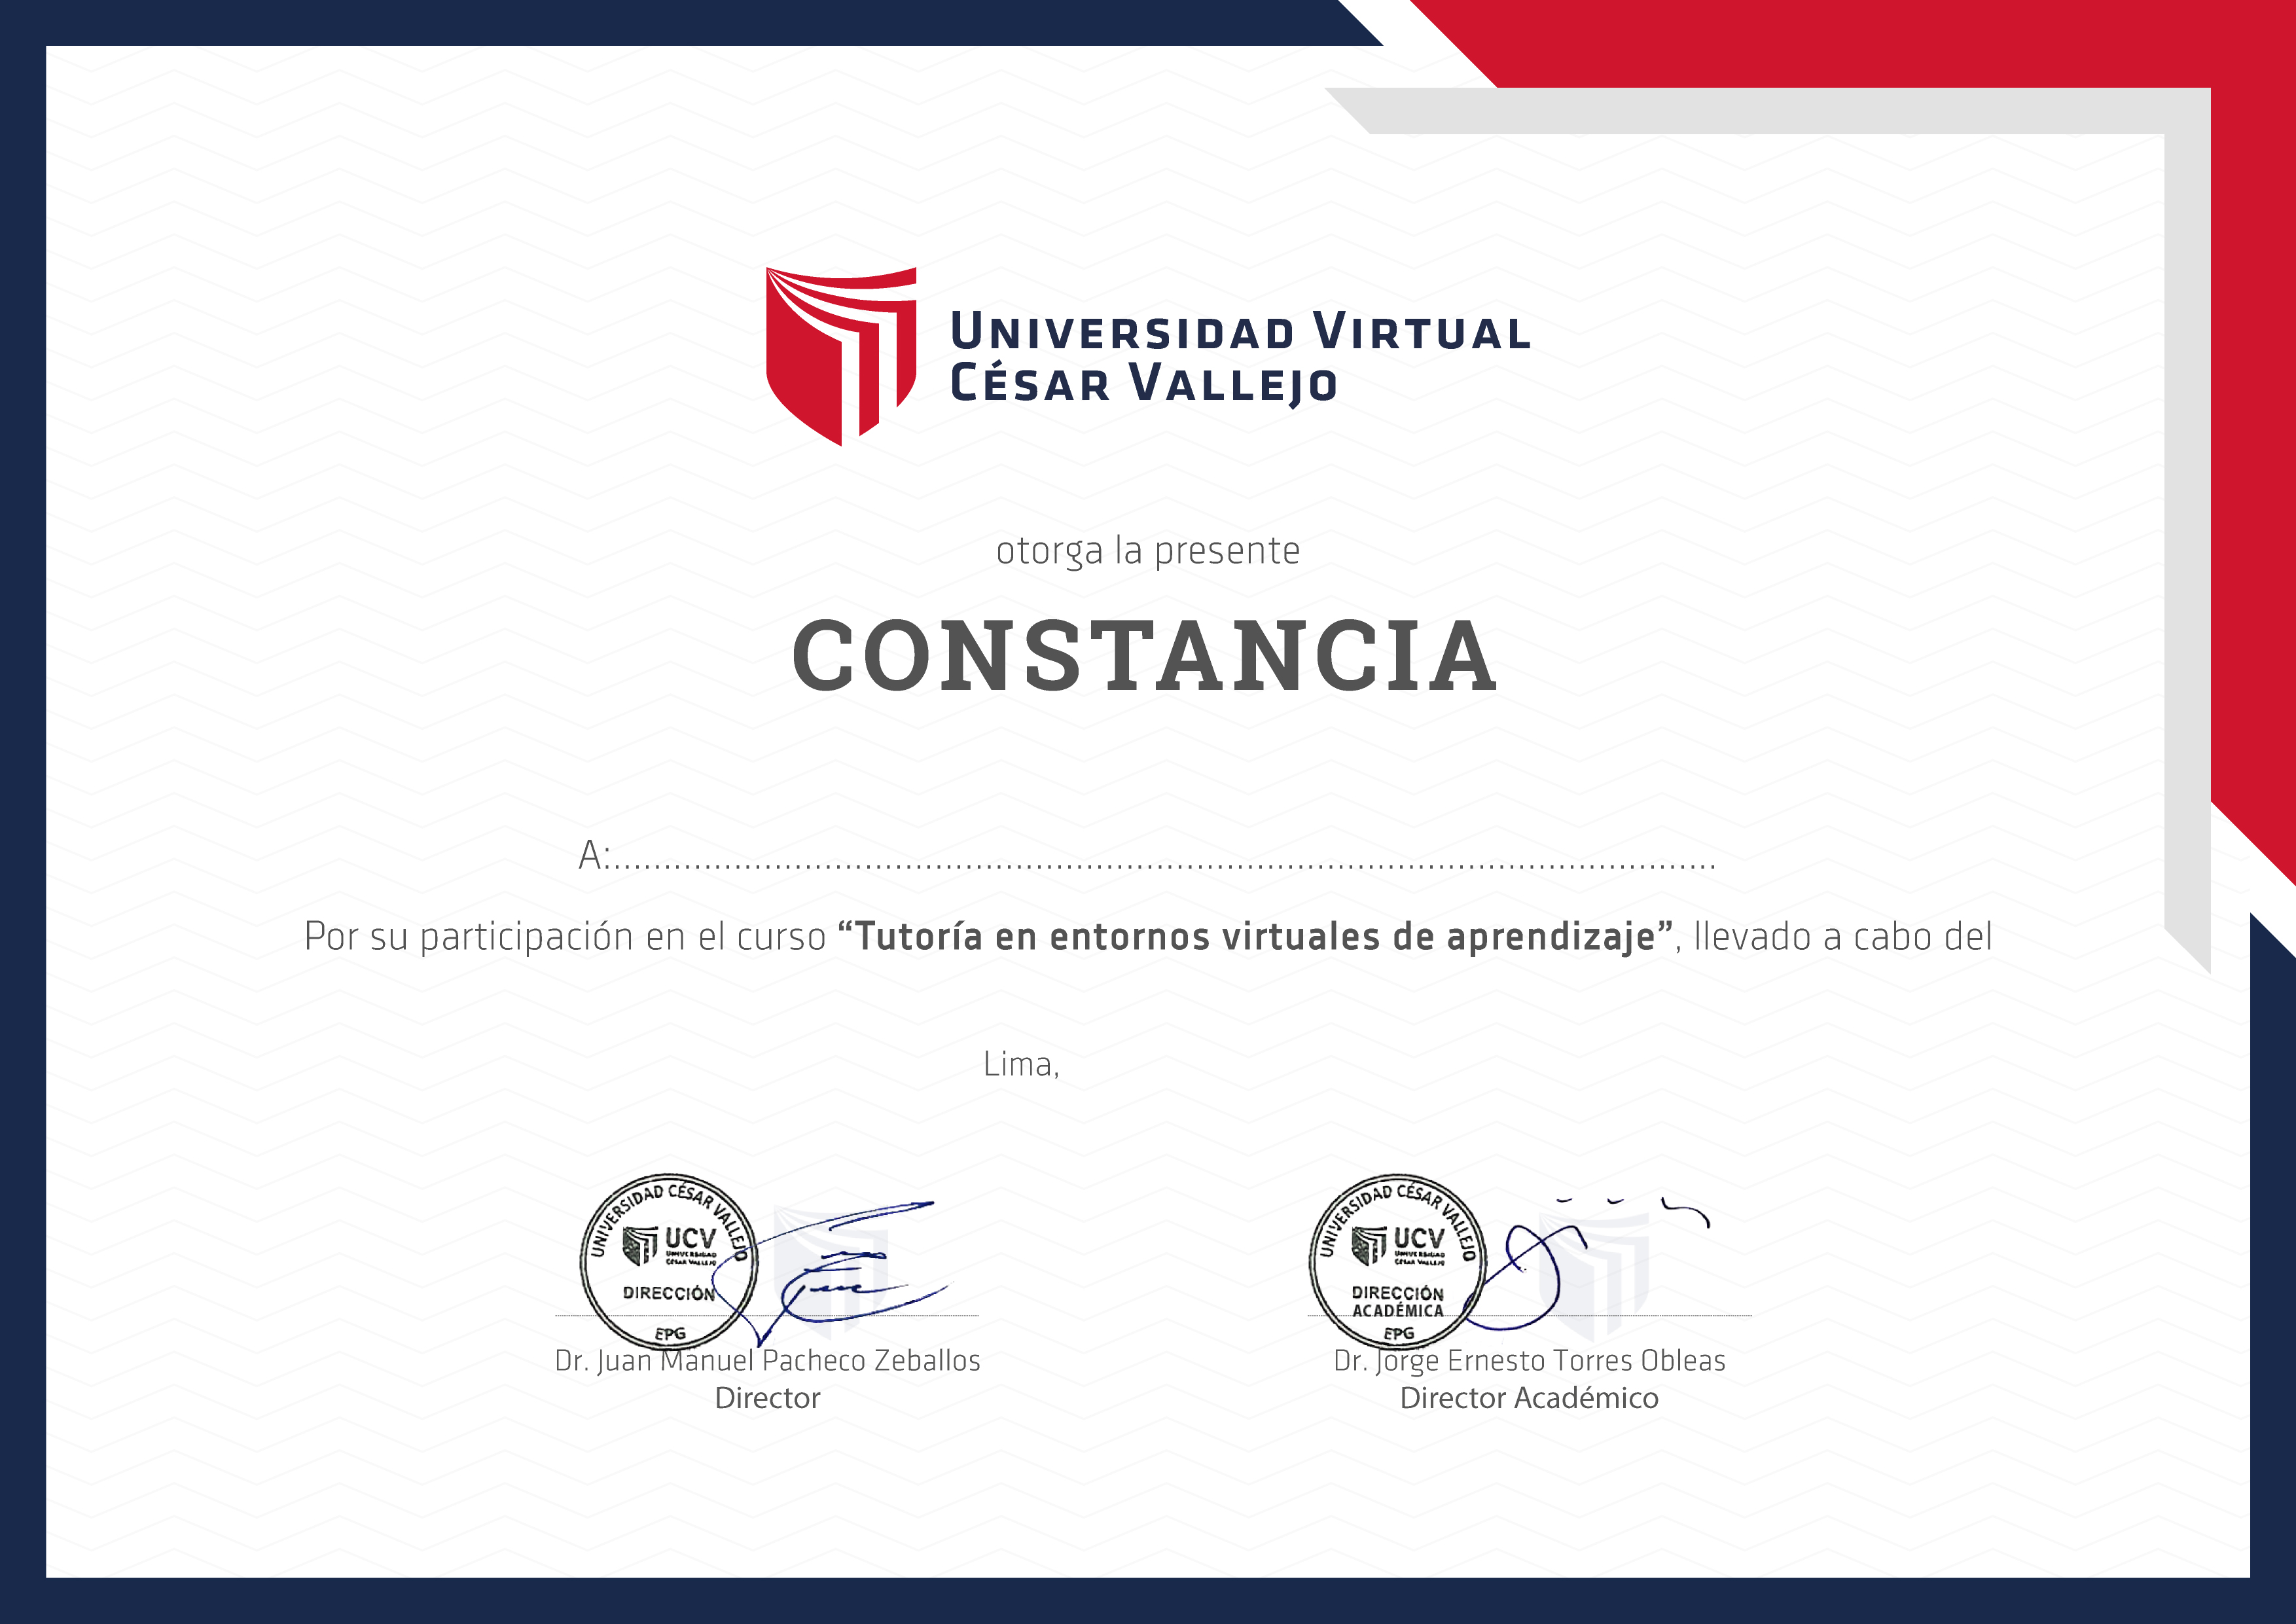 UNIVERSIDAD VIRTUAL
CÉSAR VALLEJO
otorga la presente
CONSTANCIA
A:..............................................................................................................
Por su participación en el curso “Tutoría en entornos virtuales de aprendizaje”, llevado a cabo del
Lima,
UNIVERSIDAD CÉSAR VALLEJO
UCV
UNIVERSIDAD
CÉSAR VALLEJO
DIRECCIÓN
EPG
Dr. Juan Manuel Pacheco Zeballos
Director
UNIVERSIDAD CÉSAR VALLEJO
UCV
UNIVERSIDAD
CÉSAR VALLEJO
DIRECCIÓN
ACADÉMICA
EPG
Dr. Jorge Ernesto Torres Obleas
Director Académico